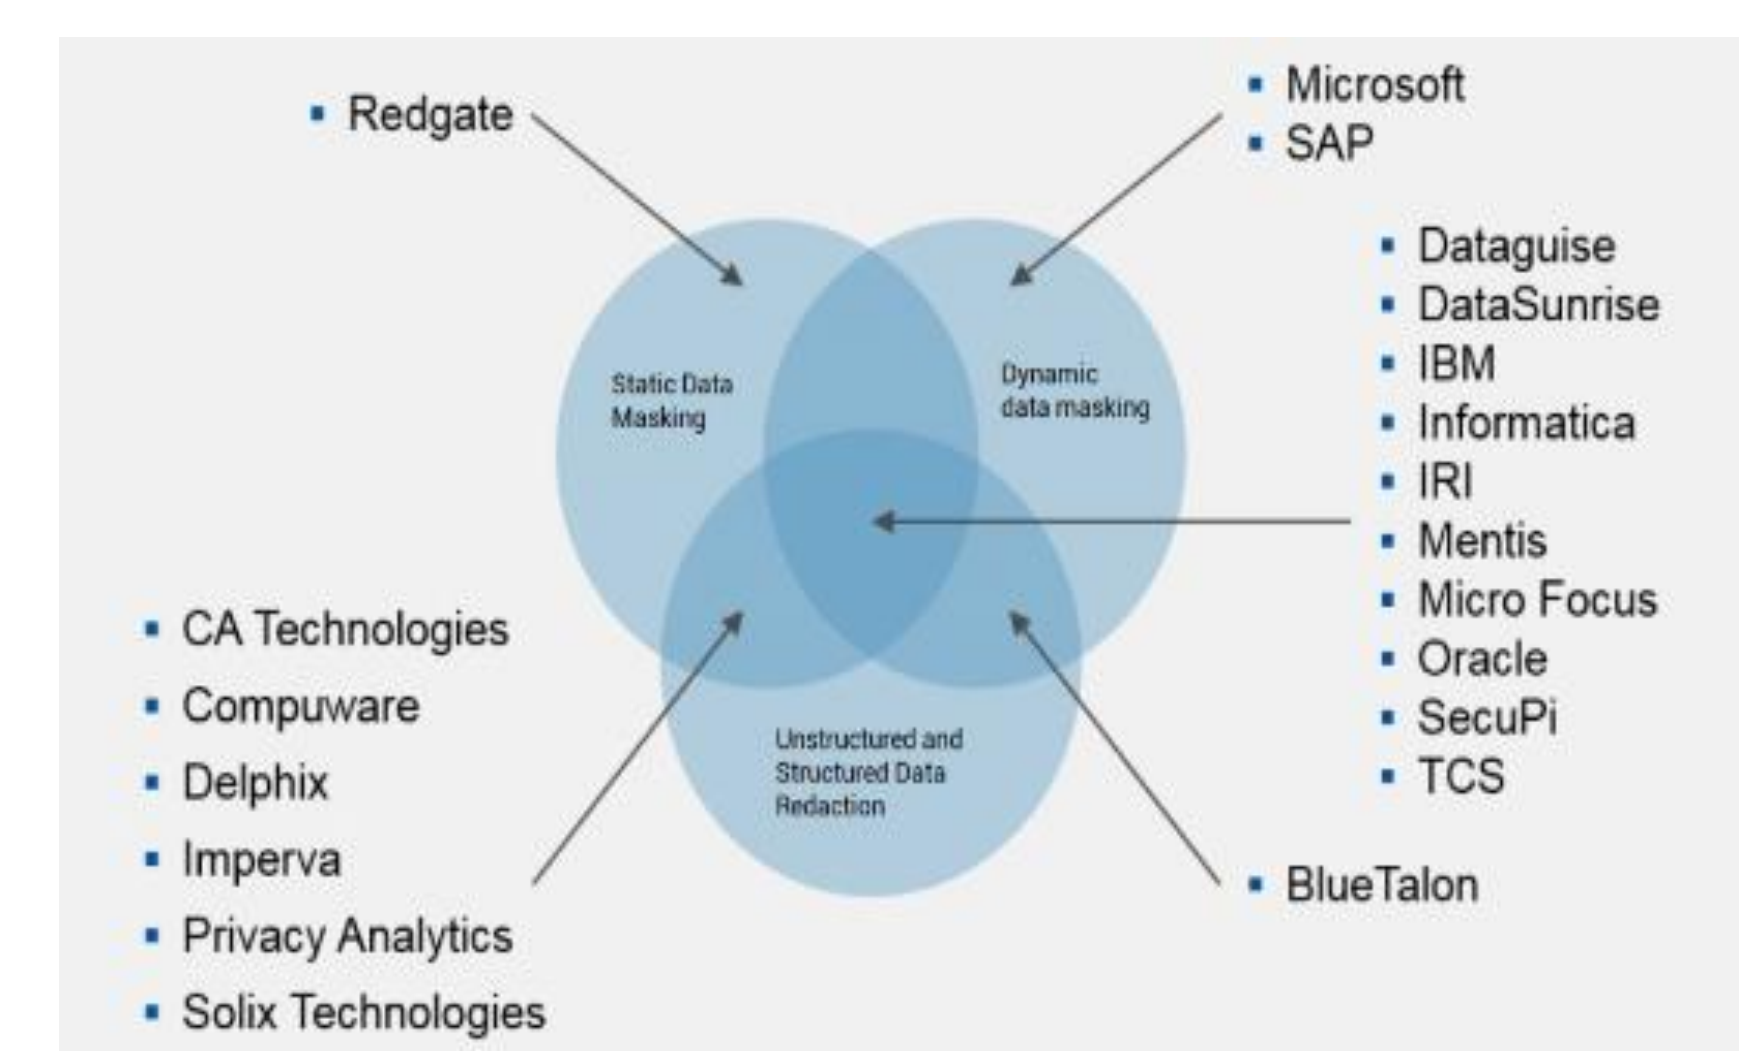 Redgate
Microsoft
SAP
Dataguise
DataSunrise
IBM
Informatica
IRI
Mentis
Micro Focus
Oracle
SecuPi
TCS
Static Data
Masking
Dynamic
data masking
Unstructured and
Structured Data
Redaction
CA Technologies
Compuware
Delphix
Imperva
Privacy Analytics
Solix Technologies
BlueTalon